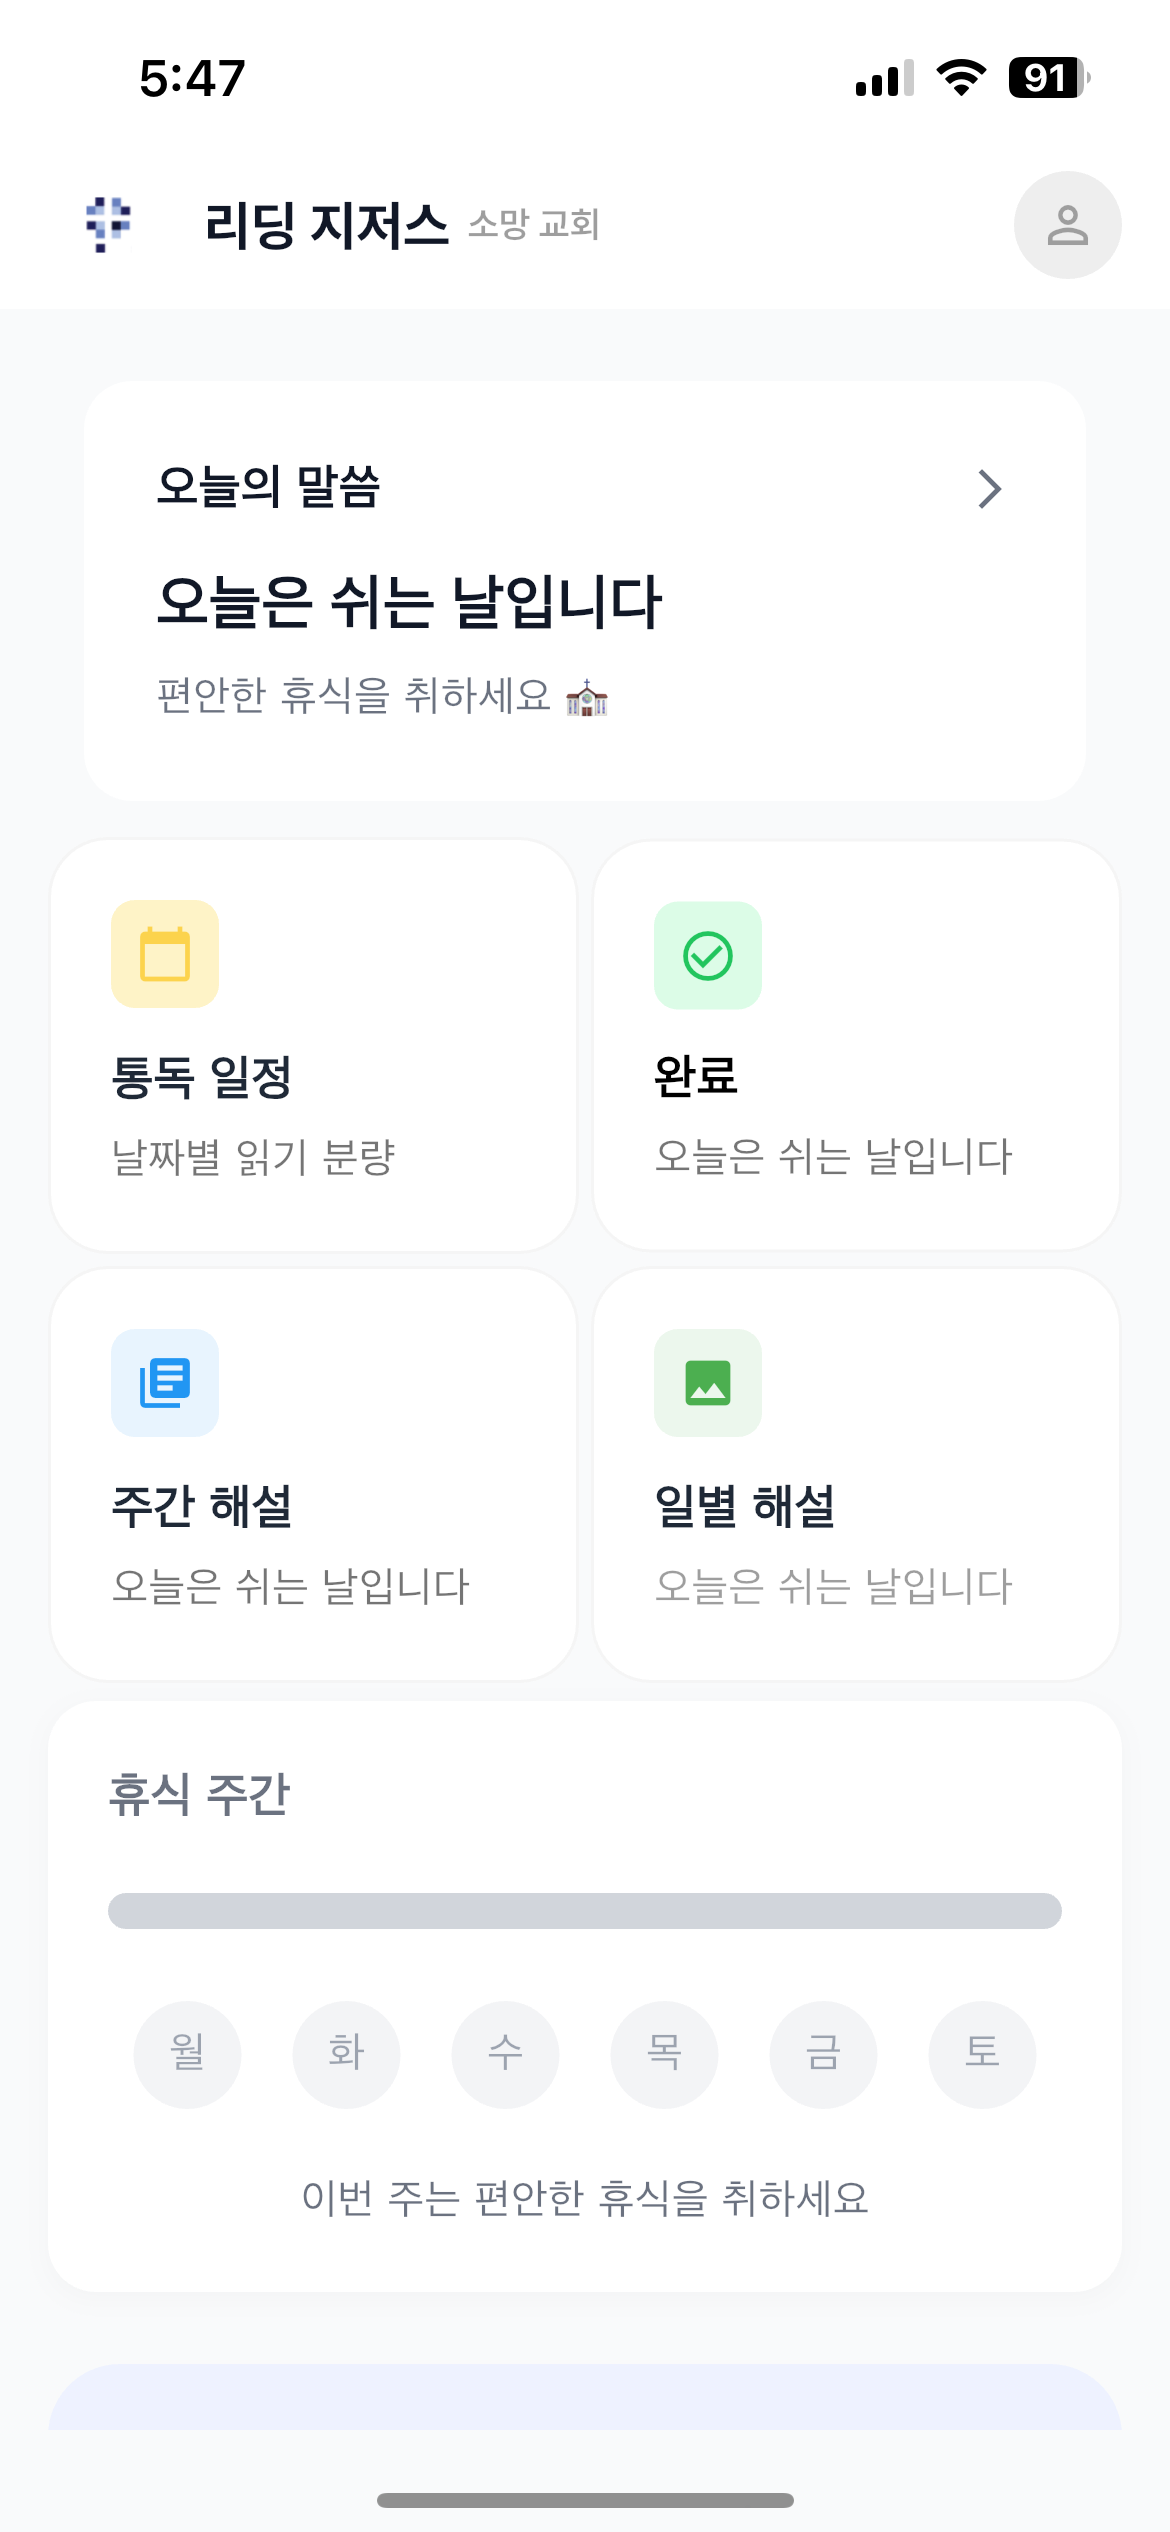 5:47
91
리딩 지저스 소망 교회
오늘의 말씀
오늘은 쉬는 날입니다
편안한 휴식을 취하세요
통독 일정
날짜별 읽기 분량
완료
오늘은 쉬는 날입니다
주간 해설
오늘은 쉬는 날입니다
일별 해설
오늘은 쉬는 날입니다
휴식 주간
월 화 수 목 금 토
이번 주는 편안한 휴식을 취하세요